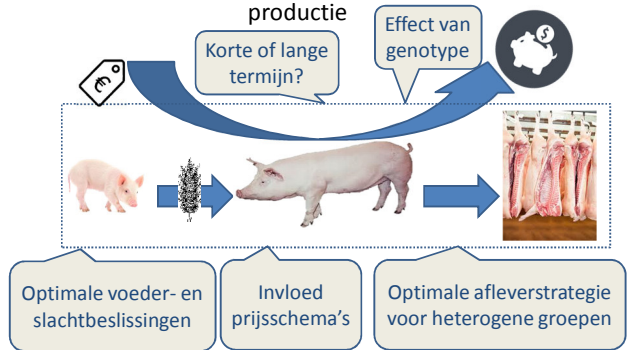 productie
Korte of lange
termijn?
Effect van
genotype
$
€
Optimale voeder- en
slachtbeslissingen
Invloed
prijsschema's
Optimale afleverstrategie
voor heterogene groepen